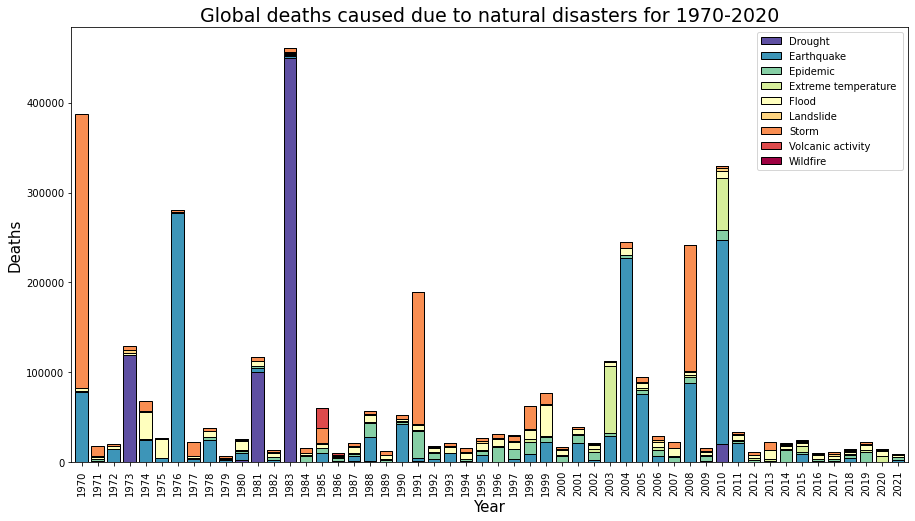 Global deaths caused due to natural disasters for 1970-2020
Drought
Earthquake
Epidemic
Extreme temperature
Flood
Landslide
Storm
Volcanic activity
Wildfire
Deaths
400000
300000
200000
100000
0
1970 1971 1972 1973 1974 1975 1976 1977 1978 1979 1980 1981 1982 1983 1984 1985 1986 1987 1988 1989 1990 1991 1992 1993 1994 1995 1996 1997 1998 1999 2000 2001 2002 2003 2004 2005 2006 2007 2008 2009 2010 2011 2012 2013 2014 2015 2016 2017 2018 2019 2020 2021
Year